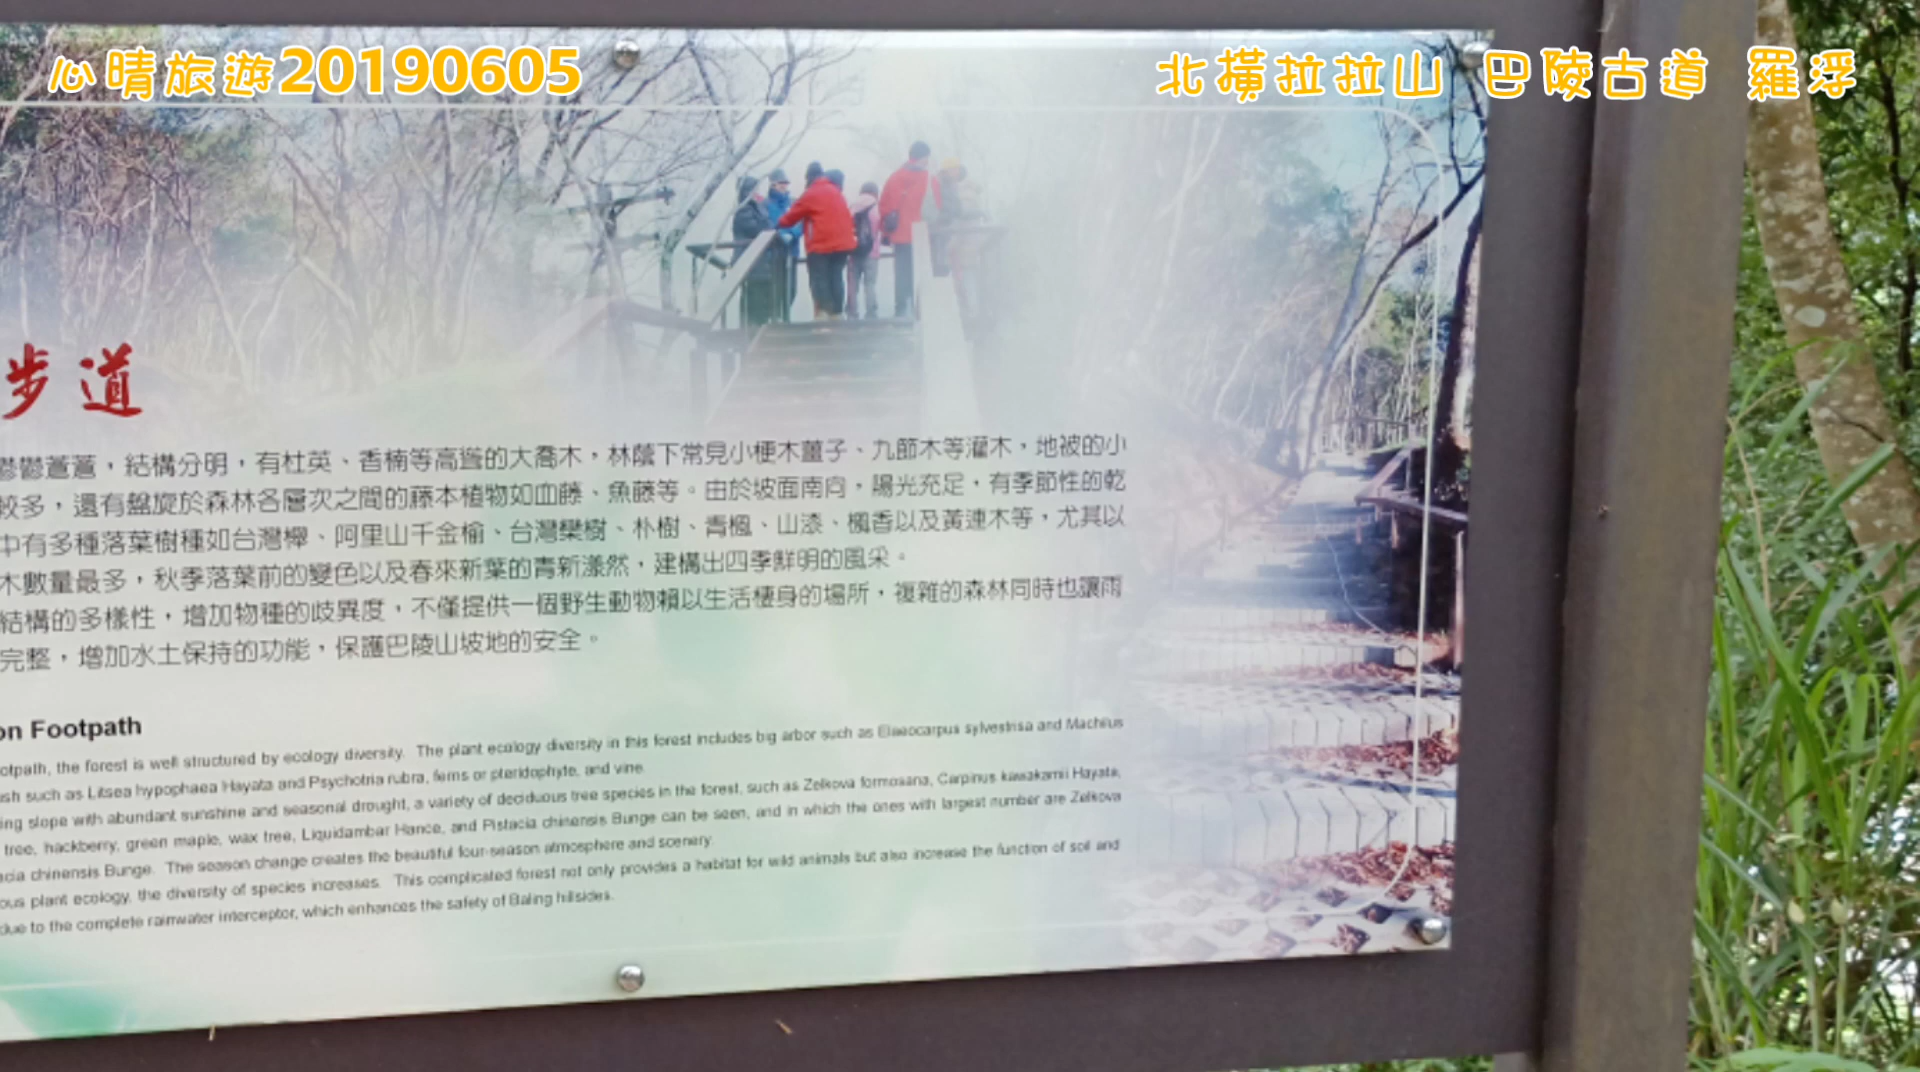 心晴旅遊20190605
北橫拉拉山 巴陵古道 羅浮
步道
鬱鬱蒼蒼，結構分明，有杜英、香楠等高聳的大喬木，林蔭下常見小梗木薑子、九節木等灌木，地被的小
較多，還有盤旋於森林各層次之間的藤本植物如血藤、魚藤等。由於坡面南向，陽光充足，有季節性的乾
中有多種落葉樹種如台灣櫸、阿里山千金榆、台灣欒樹、朴樹、青楓、山漆、楓香以及黃連木等，尤其以
木數量最多，秋季落葉前的變色以及春來新葉的青新漾然，建構出四季鮮明的風采。
結構的多樣性，增加物種的歧異度，不僅提供一個野生動物賴以生活棲身的場所，複雜的森林同時也讓雨
完整，增加水土保持的功能，保護巴陵山坡地的安全。
on Footpath
otpath, the forest is well structured by ecology diversity. The plant ecology diversity in this forest includes big arbor such as Elaeocarpus sylvestrisa and Machilus
ush such as Litsea hypophaea Hayata and Psychotria rubra, ferns or pteridophyte, and vine.
ing slope with abundant sunshine and seasonal drought, a variety of deciduous tree species in the forest, such as Zelkova formosana, Carpinus kawakamii Hayata,
tree, hackberry, green maple, wax tree, Liquidambar Hance, and Pistacia chinensis Bunge can be seen, and in which the ones with largest number are Zelkova
acia chinensis Bunge. The season change creates the beautiful four-season atmosphere and scenery.
ous plant ecology, the diversity of species increases. This complicated forest not only provides a habitat for wild animals but also increase the function of soil and
due to the complete rainwater interceptor, which enhances the safety of Baling hillsides.